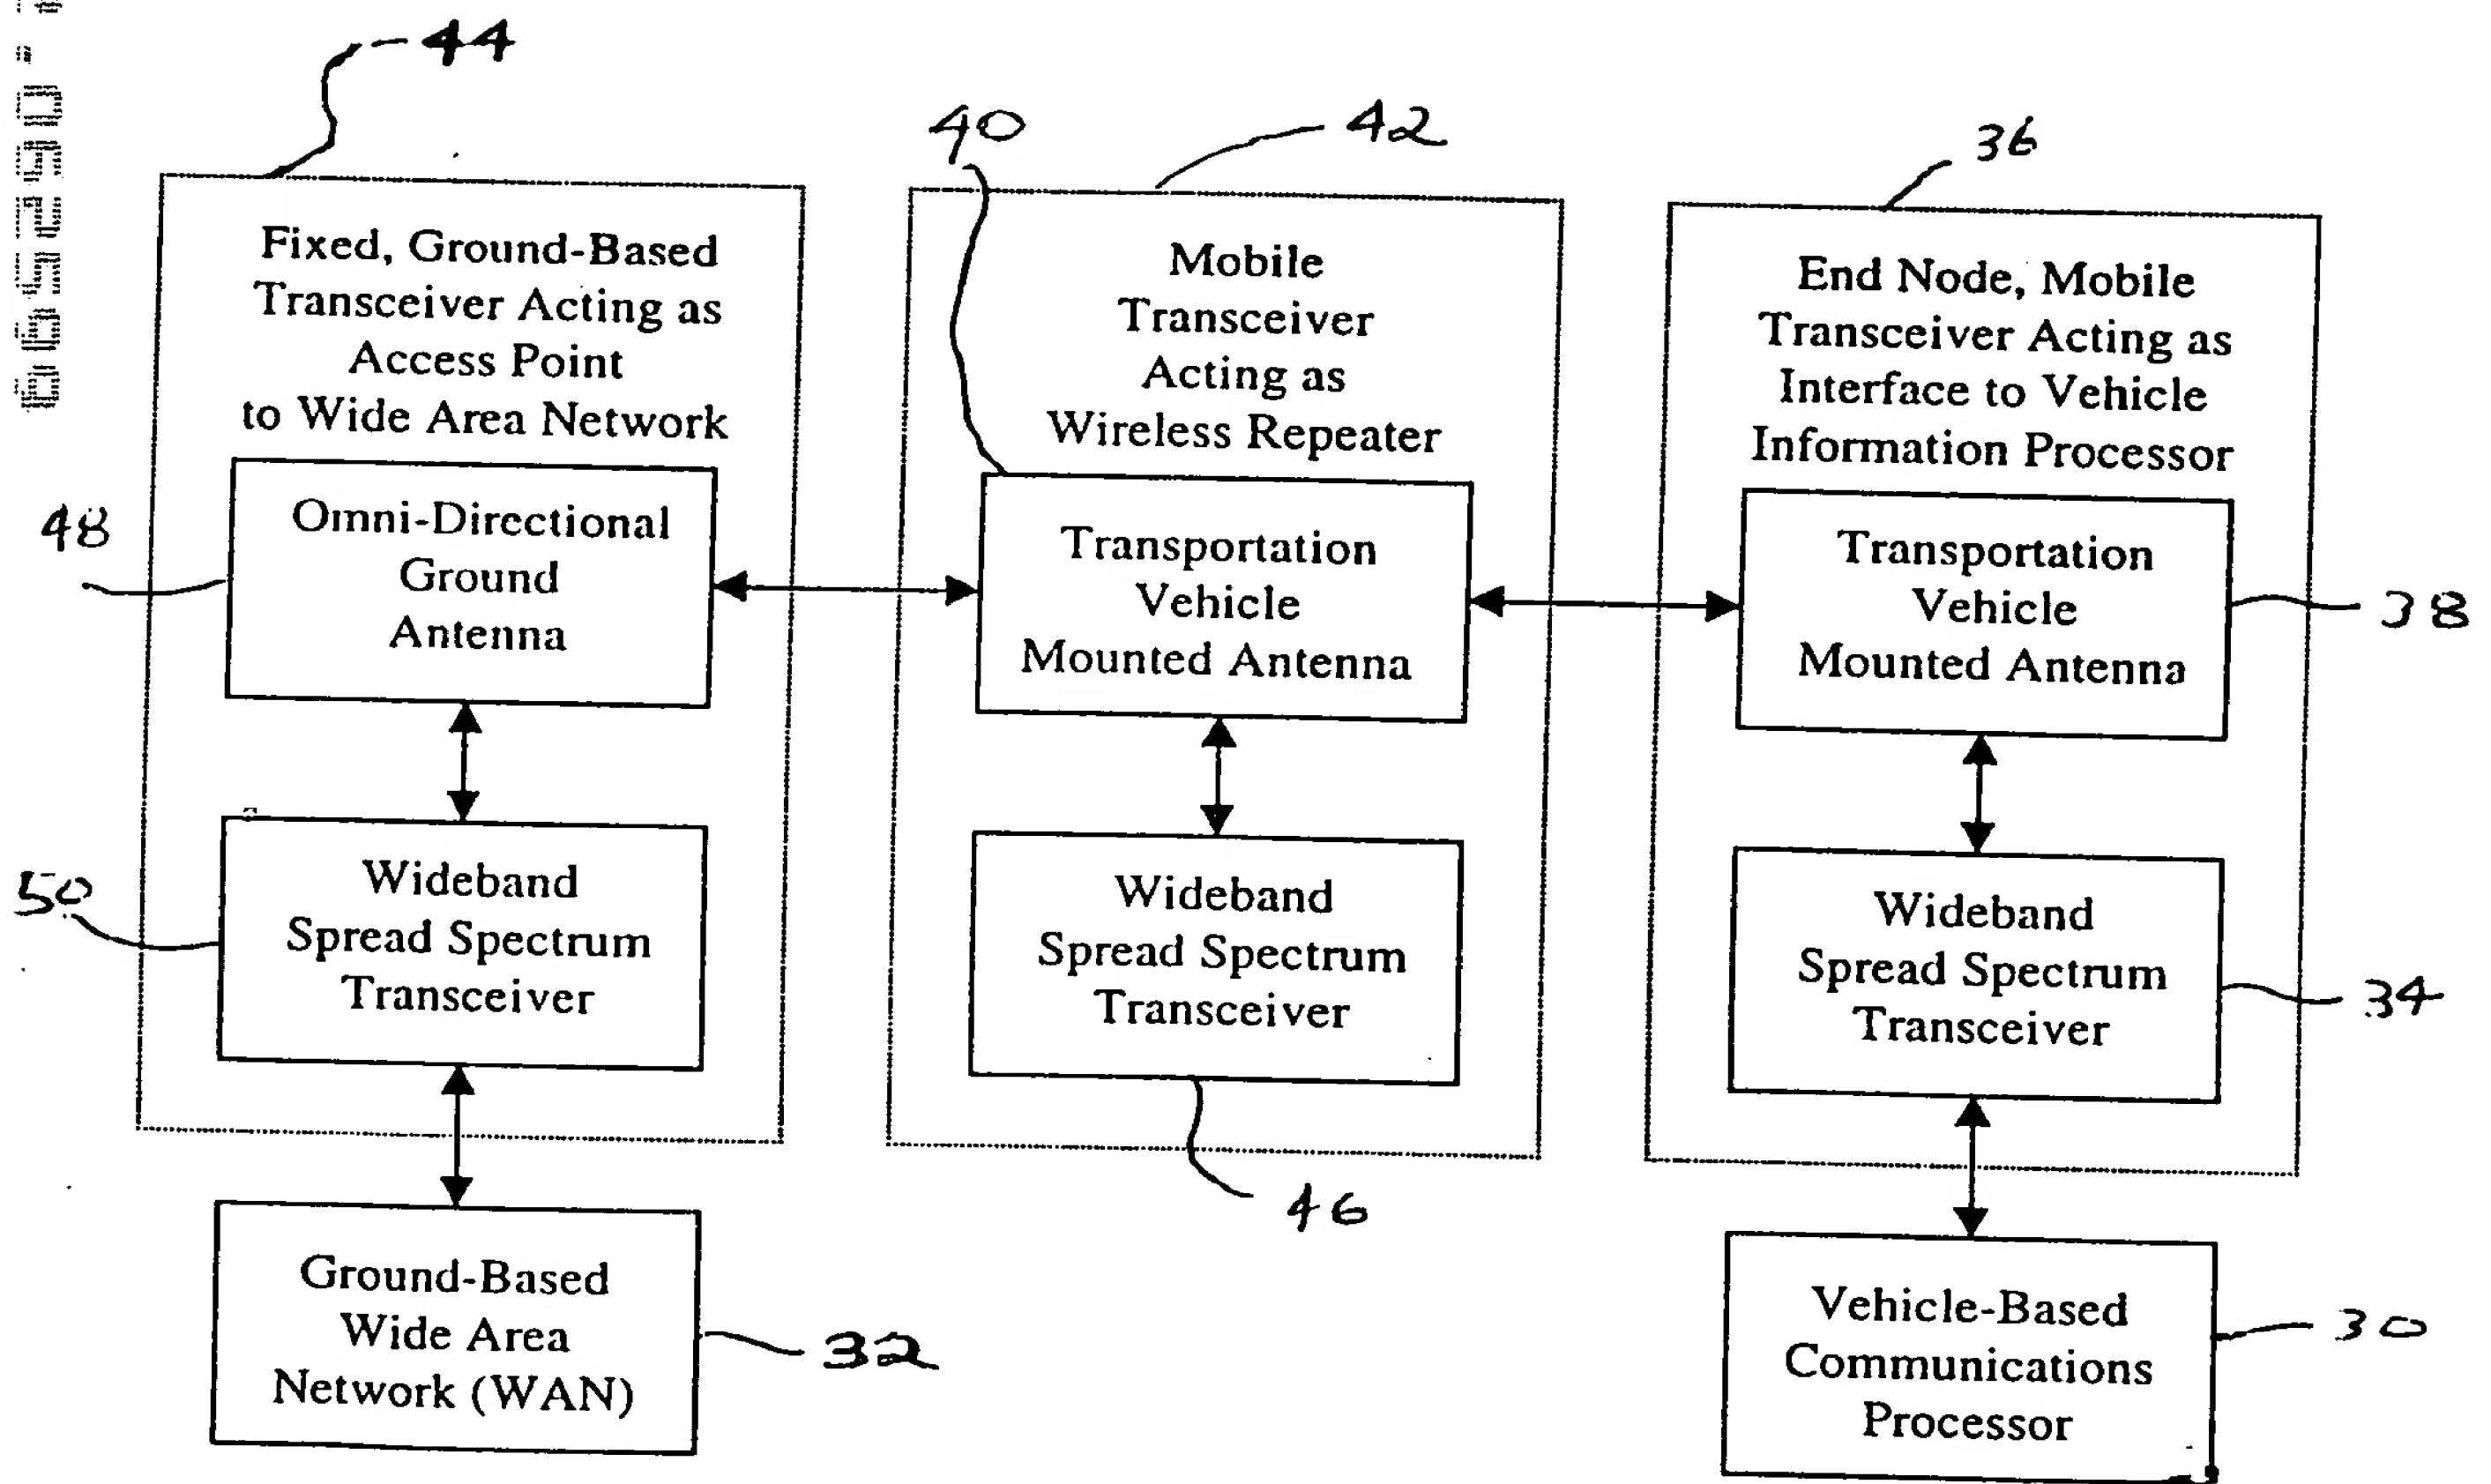 44
40
42
36
Fixed, Ground-Based
Transceiver Acting as
Access Point
to Wide Area Network
Mobile
Transceiver
Acting as
Wireless Repeater
End Node, Mobile
Transceiver Acting as
Interface to Vehicle
Information Processor
48
Omni-Directional
Ground
Antenna
Transportation
Vehicle
Mounted Antenna
Transportation
Vehicle
Mounted Antenna
38
50
Wideband
Spread Spectrum
Transceiver
Wideband
Spread Spectrum
Transceiver
Wideband
Spread Spectrum
Transceiver
34
46
Ground-Based
Wide Area
Network (WAN)
32
Vehicle-Based
Communications
Processor
30